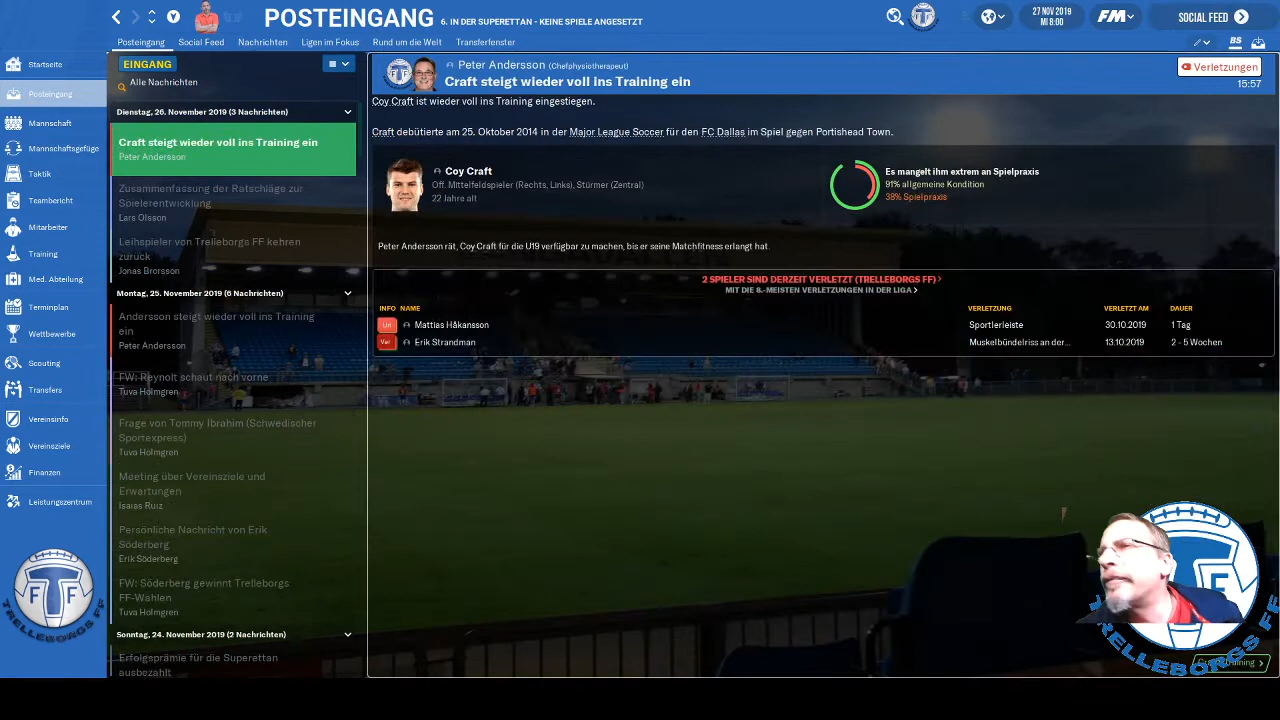 POSTEINGANG
6. IN DER SUPERETTAN - KEINE SPIELE ANGESETZT
27 NOV 2019
MI 8:00
FM
SOCIAL FEED
Posteingang
Social Feed
Nachrichten
Ligen im Fokus
Rund um die Welt
Transferfenster
BS
Startseite
Posteingang
Mannschaft
Mannschaftsgefüge
Taktik
Teambericht
Mitarbeiter
Training
Med. Abteilung
Terminplan
Wettbewerbe
Scouting
Transfers
Vereinsinfo
Vereinsziele
Finanzen
Leistungszentrum
TRELLEBORGS FF
EINGANG
Alle Nachrichten
Dienstag, 26. November 2019 (3 Nachrichten)
Craft steigt wieder voll ins Training ein
Peter Andersson
Zusammenfassung der Ratschläge zur
Spielerentwicklung
Lars Olsson
Leihspieler von Trelleborgs FF kehren
zurück
Jonas Brorsson
Montag, 25. November 2019 (6 Nachrichten)
Andersson steigt wieder voll ins Training
ein
Peter Andersson
FW: Reynolt schaut nach vorne
Tuva Holmgren
Frage von Tommy Ibrahim (Schwedischer
Sportexpress)
Tuva Holmgren
Meeting über Vereinsziele und
Erwartungen
Isaias Ruiz
Persönliche Nachricht von Erik
Söderberg
Erik Söderberg
FW: Söderberg gewinnt Trelleborgs
FF-Wahlen
Tuva Holmgren
Sonntag, 24. November 2019 (2 Nachrichten)
Erfolgsprämie für die Superettan
ausbezahlt
Peter Andersson (Chefphysiotherapeut)
Craft steigt wieder voll ins Training ein
Verletzungen
15:57
Coy Craft ist wieder voll ins Training eingestiegen.
Craft debütierte am 25. Oktober 2014 in der Major League Soccer für den FC Dallas im Spiel gegen Portishead Town.
Coy Craft
Off. Mittelfeldspieler (Rechts, Links), Stürmer (Zentral)
22 Jahre alt
Es mangelt ihm extrem an Spielpraxis
91% allgemeine Kondition
38% Spielpraxis
Peter Andersson rät, Coy Craft für die U19 verfügbar zu machen, bis er seine Matchfitness erlangt hat.
2 SPIELER SIND DERZEIT VERLETZT (TRELLEBORGS FF)
MIT DIE 8.-MEISTEN VERLETZUNGEN IN DER LIGA
INFO NAME VERLETZUNG VERLETZT AM DAUER
Url Mattias Håkansson Sportlerleiste 30.10.2019 1 Tag
Ver Erik Strandman Muskelbündelriss an der... 13.10.2019 2 - 5 Wochen
TRELLEBORGS FF